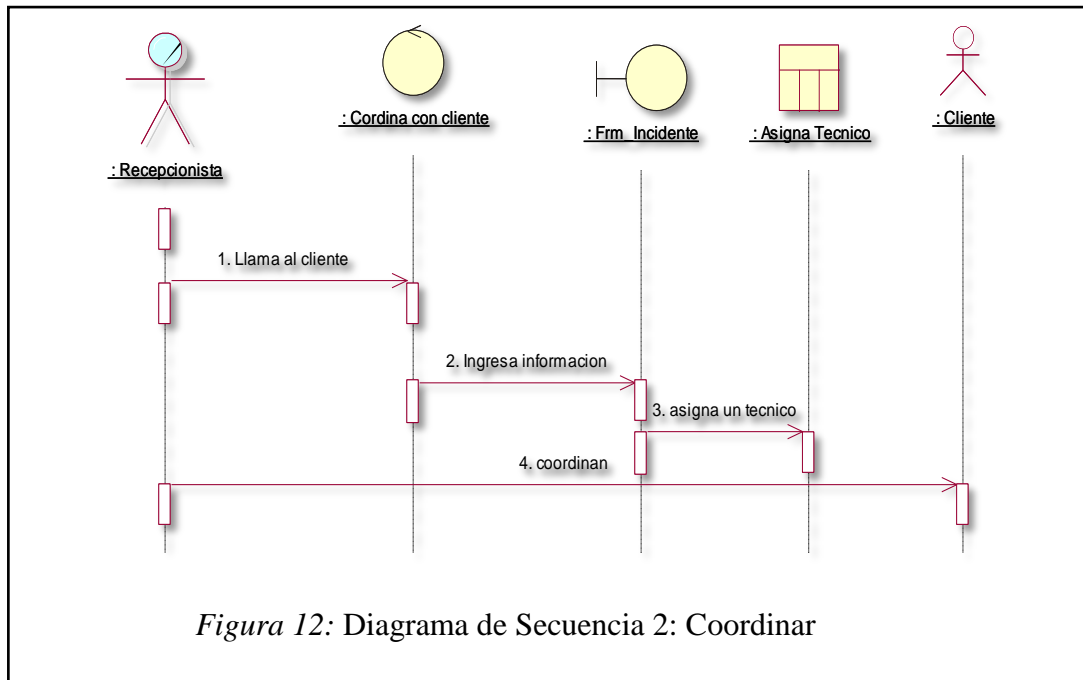 : Cordina con cliente
: Frm_Incidente
: Asigna Tecnico
: Cliente
: Recepcionista
1. Llama al cliente
2. Ingresa informacion
3. asigna un tecnico
4. coordinan
Figura 12: Diagrama de Secuencia 2: Coordinar